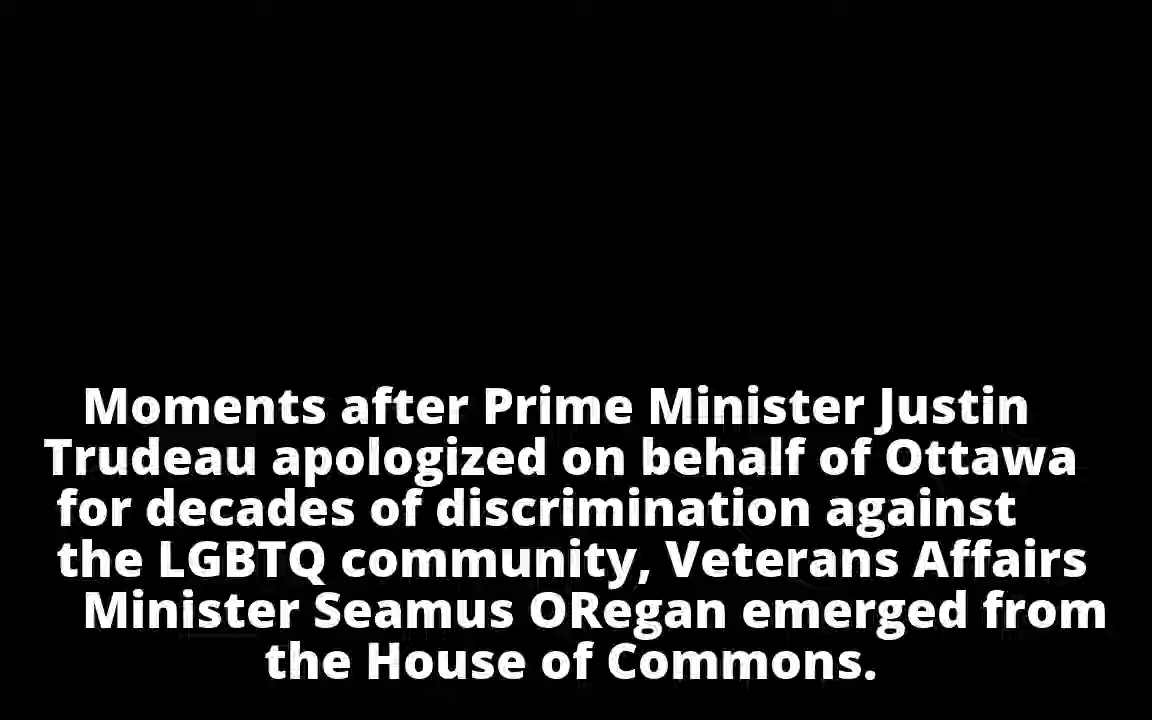 Moments after Prime Minister Justin
Trudeau apologized on behalf of Ottawa
for decades of discrimination against
the LGBTQ community, Veterans Affairs
Minister Seamus ORegan emerged from
the House of Commons.